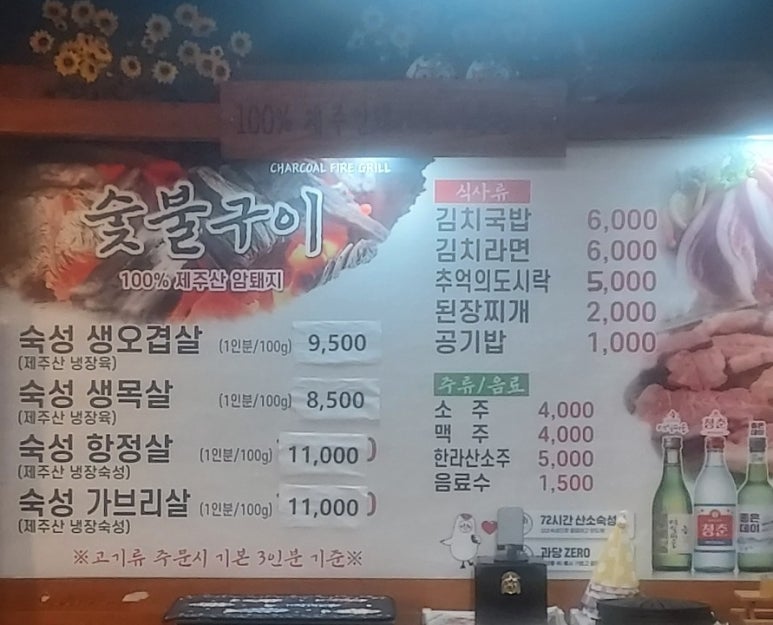 100% 제주
CHARCOAL FIRE GRILL
숯불구이
100% 제주산 암퇘지
숙성 생오겹살 (1인분/100g) 9,500
(제주산 냉장육)
숙성 생목살 (1인분/100g) 8,500
(제주산 냉장육)
숙성 항정살 (1인분/100g) 11,000
(제주산 냉장숙성)
숙성 가브리살 (1인분/100g) 11,000
(제주산 냉장숙성)
※고기류 주문시 기본 3인분 기준※
식사류
김치국밥 6,000
김치라면 6,000
추억의도시락 5,000
된장찌개 2,000
공기밥 1,000
주류/음료
소 주 4,000
맥 주 4,000
한라산소주 5,000
음료수 1,500
72시간 산소숙성
과당 ZERO
청춘
청춘
좋은
데이